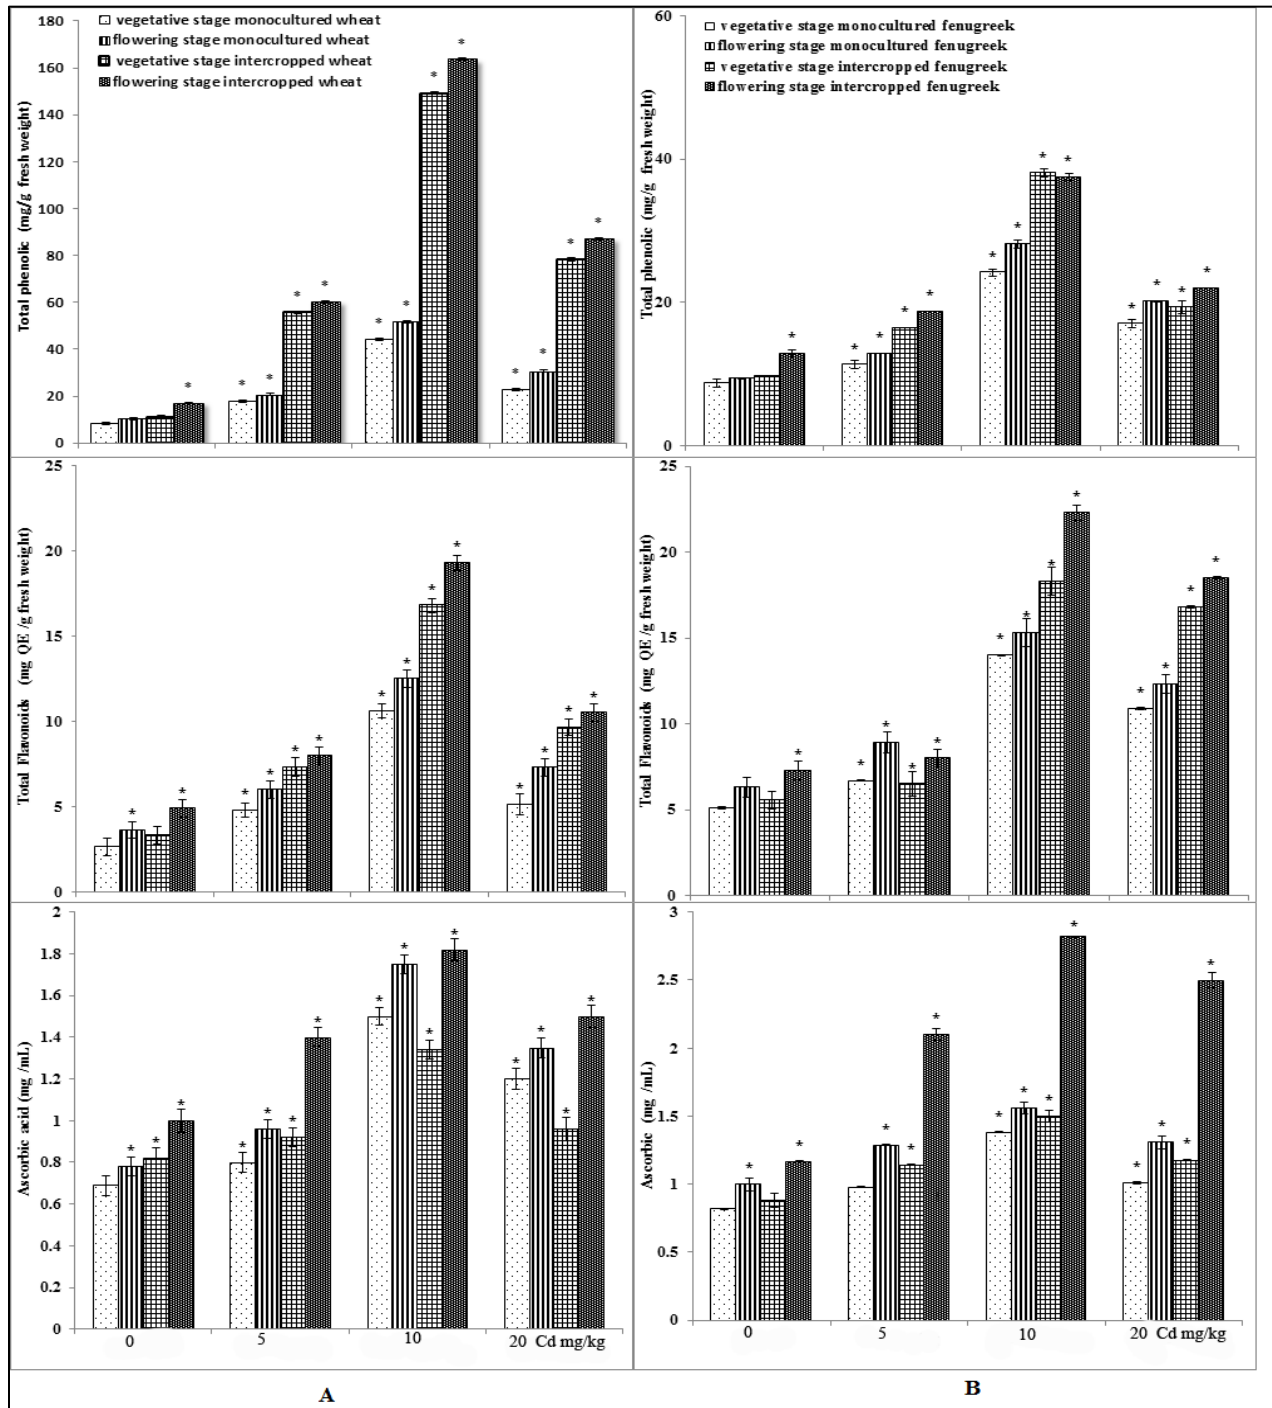 180
160
140
120
100
80
60
40
20
0
Total phenolic (mg/g fresh weight)
vegetative stage monocultured wheat
flowering stage monocultured wheat
vegetative stage intercropped wheat
flowering stage intercropped wheat
* * * * * * * * * * * * *
60
40
20
0
Total phenolic (mg/g fresh weight)
vegetative stage monocultured fenugreek
flowering stage monocultured fenugreek
vegetative stage intercropped fenugreek
flowering stage intercropped fenugreek
* * * * * * * * * * * * *
25
20
15
10
5
0
Total Flavonoids (mg QE /g fresh weight)
* * * * * * * * * * * * * *
25
20
15
10
5
0
Total Flavonoids (mg QE /g fresh weight)
* * * * * * * * * * * * *
2
1.8
1.6
1.4
1.2
1
0.8
0.6
0.4
0.2
0
Ascorbic acid (mg /mL)
* * * * * * * * * * * * * * *
0 5 10 20 Cd mg/kg
A
3
2.5
2
1.5
1
0.5
0
Ascorbic (mg /mL)
* * * * * * * * * * * * *
0 5 10 20 Cd mg/kg
B